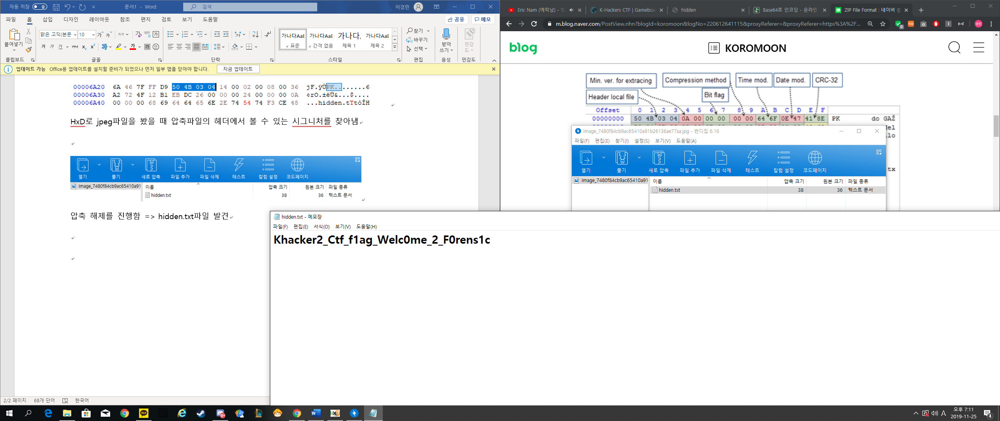 자동 저장 끔 문서1 - Word 검색 이경민
파일 홈 삽입 디자인 레이아웃 참조 편지 검토 보기 도움말 공유 메모
붙여넣기
맑은 고딕(본문 10
가나다AaB 가나다AaB 가나다, 가나다AaB
표준 간격 없음 제목 1 제목 2
찾기
바꾸기
선택
받아쓰기
민감도
클립보드 글꼴 단락 스타일 편집 음성 민감도
업데이트 가능 Office용 업데이트를 설치할 준비가 되었으나 먼저 일부 앱을 닫아야 합니다. 지금 업데이트
00006A20 6A 46 7F FF D9 50 4B 03 04 14 00 02 00 08 00 36 jF.ÿÙPK........6
00006A30 A2 72 4F 12 B1 EB DC 26 00 00 00 24 00 00 00 0A ¢rO.±ëÜ&...$....
00006A40 00 00 00 68 69 64 64 65 6E 2E 74 54 74 F3 CE 48 ...hidden.tTtóÎH
HxD로 jpeg파일을 봤을 때 압축파일의 헤더에서 볼 수 있는 시그니처를 찾아냄
열기 풀기 새로 압축 파일 추가 파일 삭제 테스트 칼럼 설정 코드페이지
image_7480f84cb9ac65410a91 이름 압축 크기 원본 크기 파일 종류
hidden.txt 38 36 텍스트 문서
압축 해제를 진행함 => hidden.txt파일 발견
2/2 페이지 68개 단어 한국어
Eric Nam (에릭남) - 'C K-Hackers CTF | Gameboa hidden Base64로 인코딩 - 온라인 ZIP File Format : 네이버 블
m.blog.naver.com/PostView.nhn?blogId=koromoon&logNo=220612641115&proxyReferer=&proxyReferer=https%3A%2F...
blog KOROMOON
Min. ver. for extracing Compression method Time mod. Date mod. CRC-32
Header local file Bit flag
Offset 0 1 2 3 4 5 6 7 8 9 A B C D E F
00000000 50 4B 03 04 0A 00 00 00 00 00 64 6F 0E 47 41 8E PK do GAŽ
image_7480f84cb9ac65410a91b26136ae77aa.jpg - 반디집 6.16
파일(F) 편집(E) 찾기(I) 설정(S) 보기(V) 도움말(A)
열기 풀기 새로 압축 파일 추가 파일 삭제 테스트 칼럼 설정 코드페이지
image_7480f84cb9ac65410a91 이름 압축 크기 원본 크기 파일 종류
hidden.txt 38 36 텍스트 문서
hidden.txt - 메모장
파일(F) 편집(E) 서식(O) 보기(V) 도움말(H)
Khacker2_Ctf_f1ag_Welc0me_2_F0rens1c
A 오후 7:11
2019-11-25